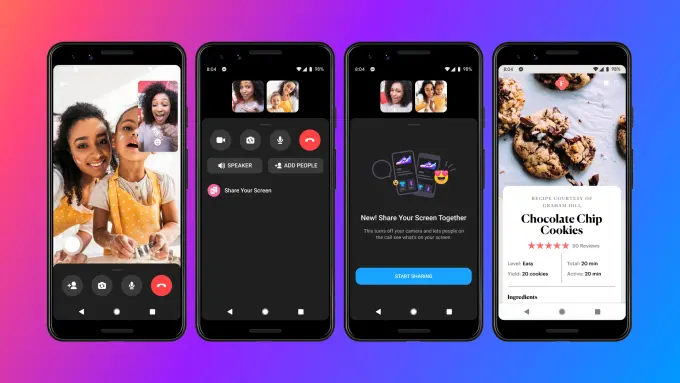 8:04
90%
SPEAKER
ADD PEOPLE
Share Your Screen
8:04
90%
New! Share Your Screen Together
This turns off your camera and lets people
on the call see what's on your screen
START SHARING
8:04
90%
RECIPE COURTESY OF
GRAHAM HILL
Chocolate Chip
Cookies
30 Reviews
Level: Easy
Total: 20 min
Yield: 20 cookies
Active: 20 min
Ingredients